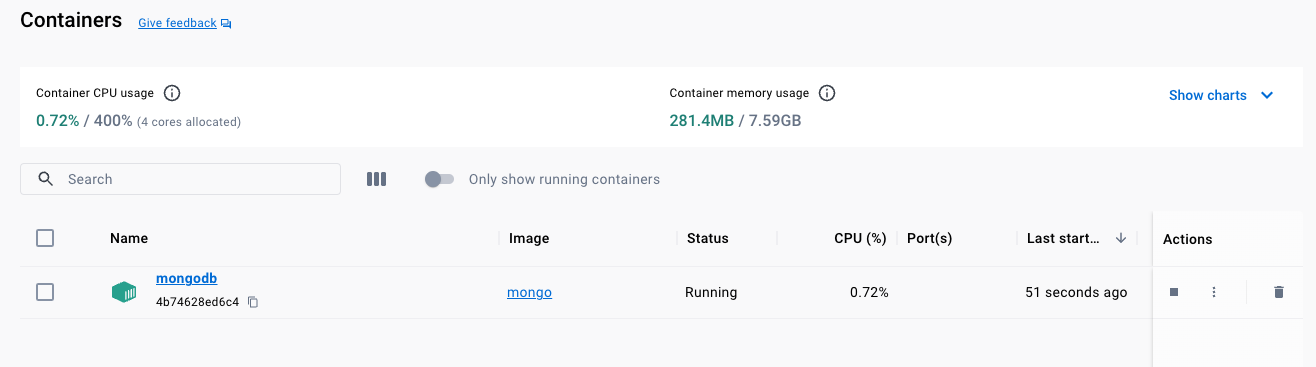 Containers Give feedback
Container CPU usage
0.72% / 400% (4 cores allocated)
Container memory usage
281.4MB / 7.59GB
Show charts
Search
Only show running containers
Name Image Status CPU (%) Port(s) Last start... Actions
mongodb
4b74628ed6c4
mongo Running 0.72% 51 seconds ago